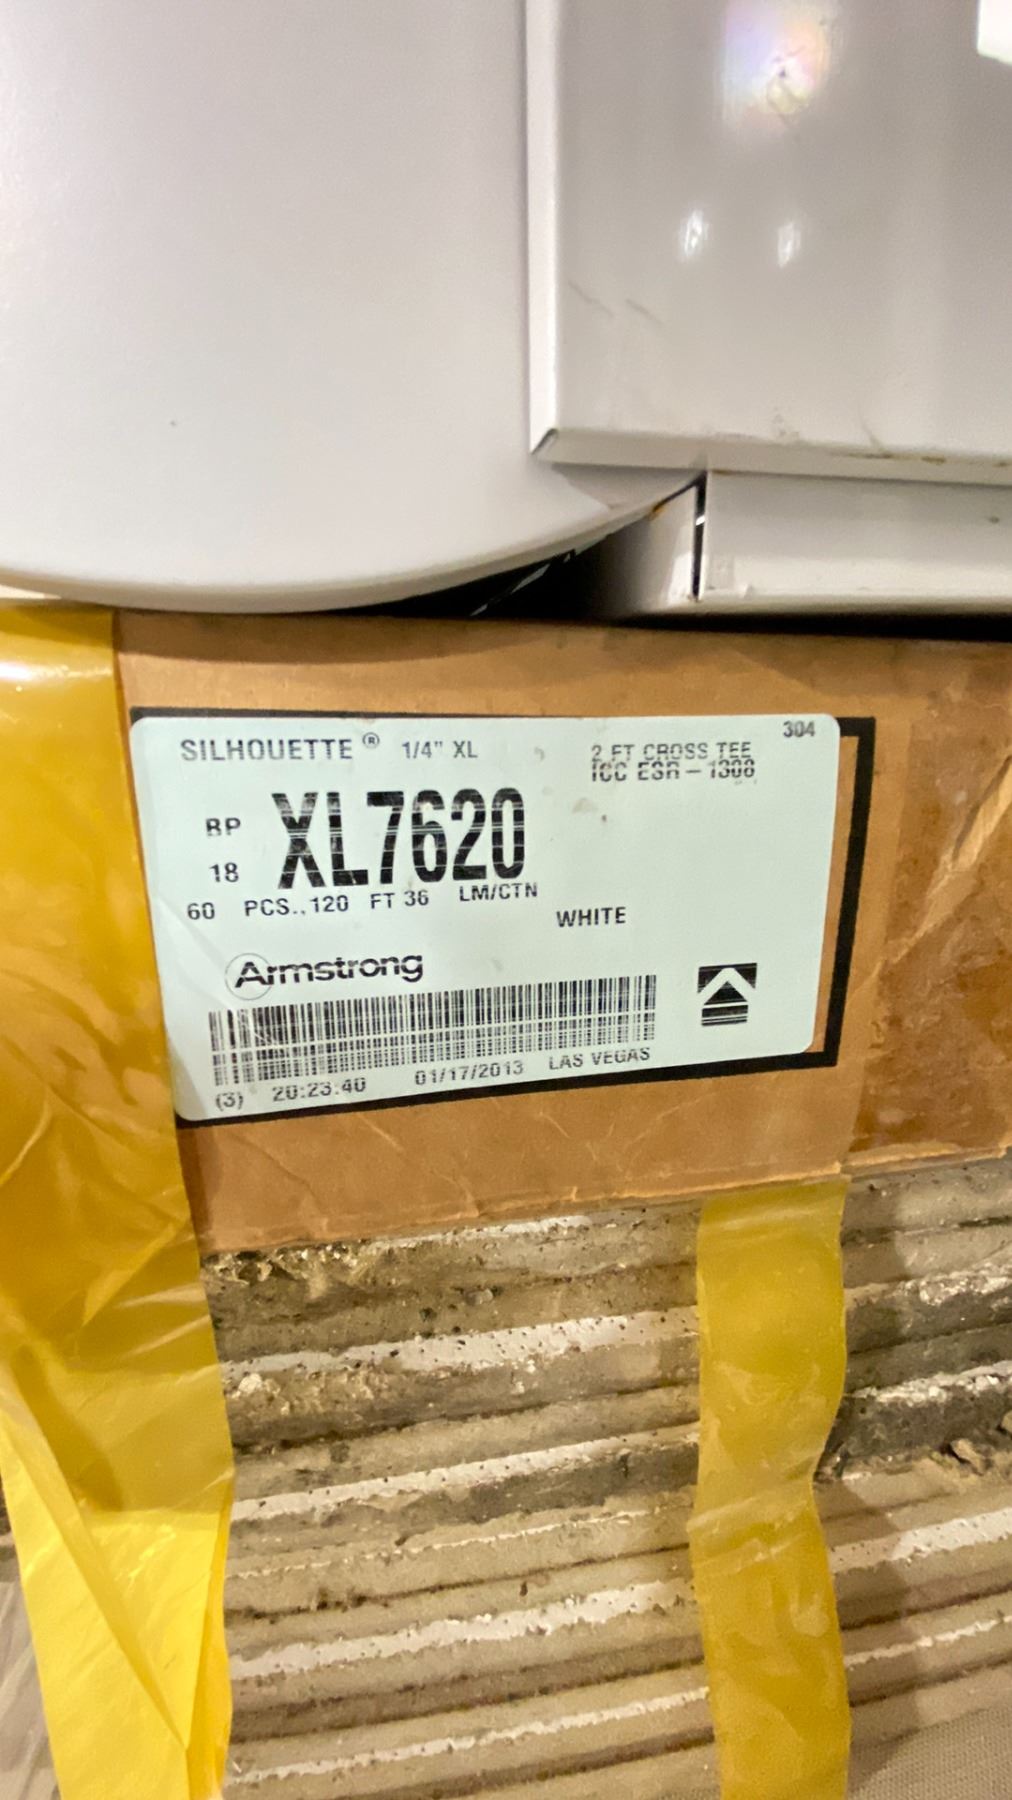 304
SILHOUETTE ® 1/4" XL
2 FT CROSS TEE
ICC ESR – 1308
BP
18
XL7620
60 PCS., 120 FT 36 LM/CTN
WHITE
Armstrong
(3) 20:23:40 01/17/2013 LAS VEGAS